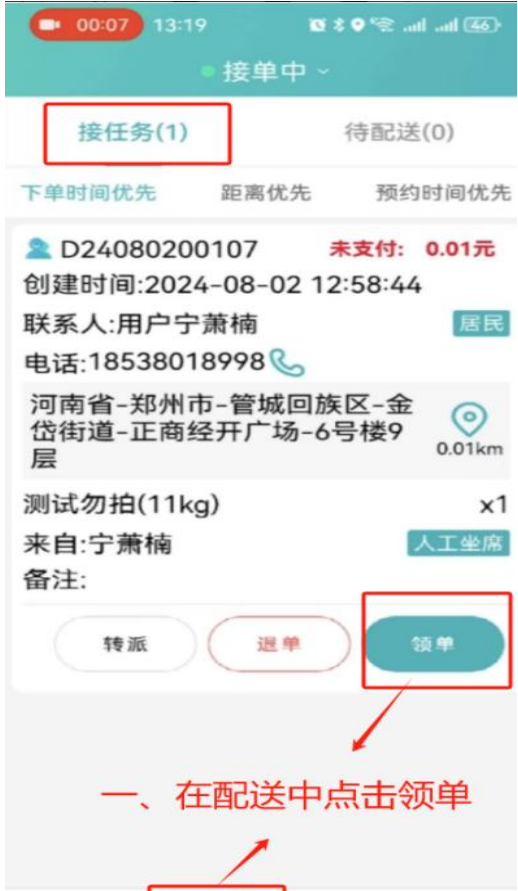 00:07 13:19 46
接单中
接任务(1) 待配送(0)
下单时间优先 距离优先 预约时间优先
D24080200107 未支付: 0.01元
创建时间:2024-08-02 12:58:44
联系人:用户宁萧楠 居民
电话:18538018998
河南省-郑州市-管城回族区-金
岱街道-正商经开广场-6号楼9
层
0.01km
测试勿拍(11kg) x1
来自:宁萧楠 人工坐席
备注:
转派 退单 领单
一、在配送中点击领单